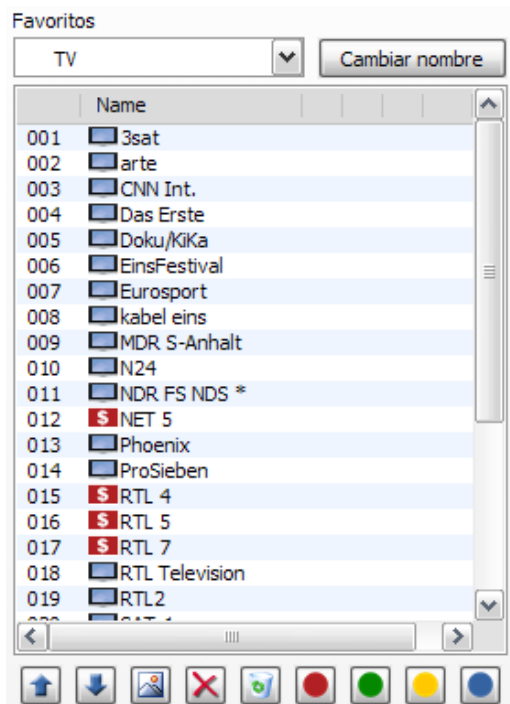 Favoritos
TV
Cambiar nombre
Name
001 3sat
002 arte
003 CNN Int.
004 Das Erste
005 Doku/KiKa
006 EinsFestival
007 Eurosport
008 kabel eins
009 MDR S-Anhalt
010 N24
011 NDR FS NDS *
012 $ NET 5
013 Phoenix
014 ProSieben
015 $ RTL 4
016 $ RTL 5
017 $ RTL 7
018 RTL Television
019 RTL2